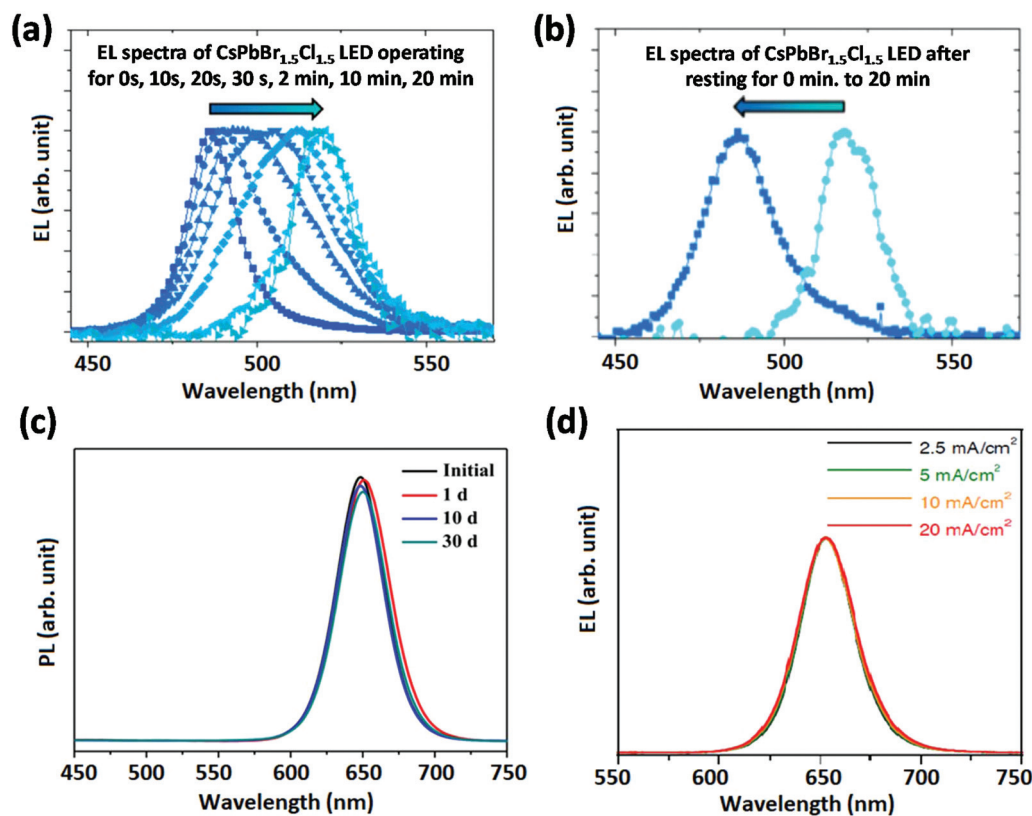 (a)
EL spectra of CsPbBr1.5Cl1.5 LED operating
for 0s, 10s, 20s, 30 s, 2 min, 10 min, 20 min
EL (arb. unit)
450 500 550
Wavelength (nm)
(b)
EL spectra of CsPbBr1.5Cl1.5 LED after
resting for 0 min. to 20 min
EL (arb. unit)
450 500 550
Wavelength (nm)
(c)
Initial
1 d
10 d
30 d
PL (arb. unit)
450 500 550 600 650 700 750
Wavelength (nm)
(d)
2.5 mA/cm²
5 mA/cm²
10 mA/cm²
20 mA/cm²
EL (arb. unit)
550 600 650 700 750
Wavelength (nm)